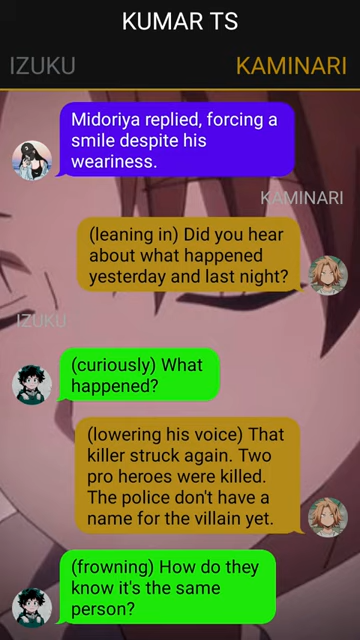 KUMAR TS
IZUKU KAMINARI
Midoriya replied, forcing a
smile despite his
weariness.
KAMINARI
(leaning in) Did you hear
about what happened
yesterday and last night?
IZUKU
(curiously) What
happened?
(lowering his voice) That
killer struck again. Two
pro heroes were killed.
The police don't have a
name for the villain yet.
(frowning) How do they
know it's the same
person?